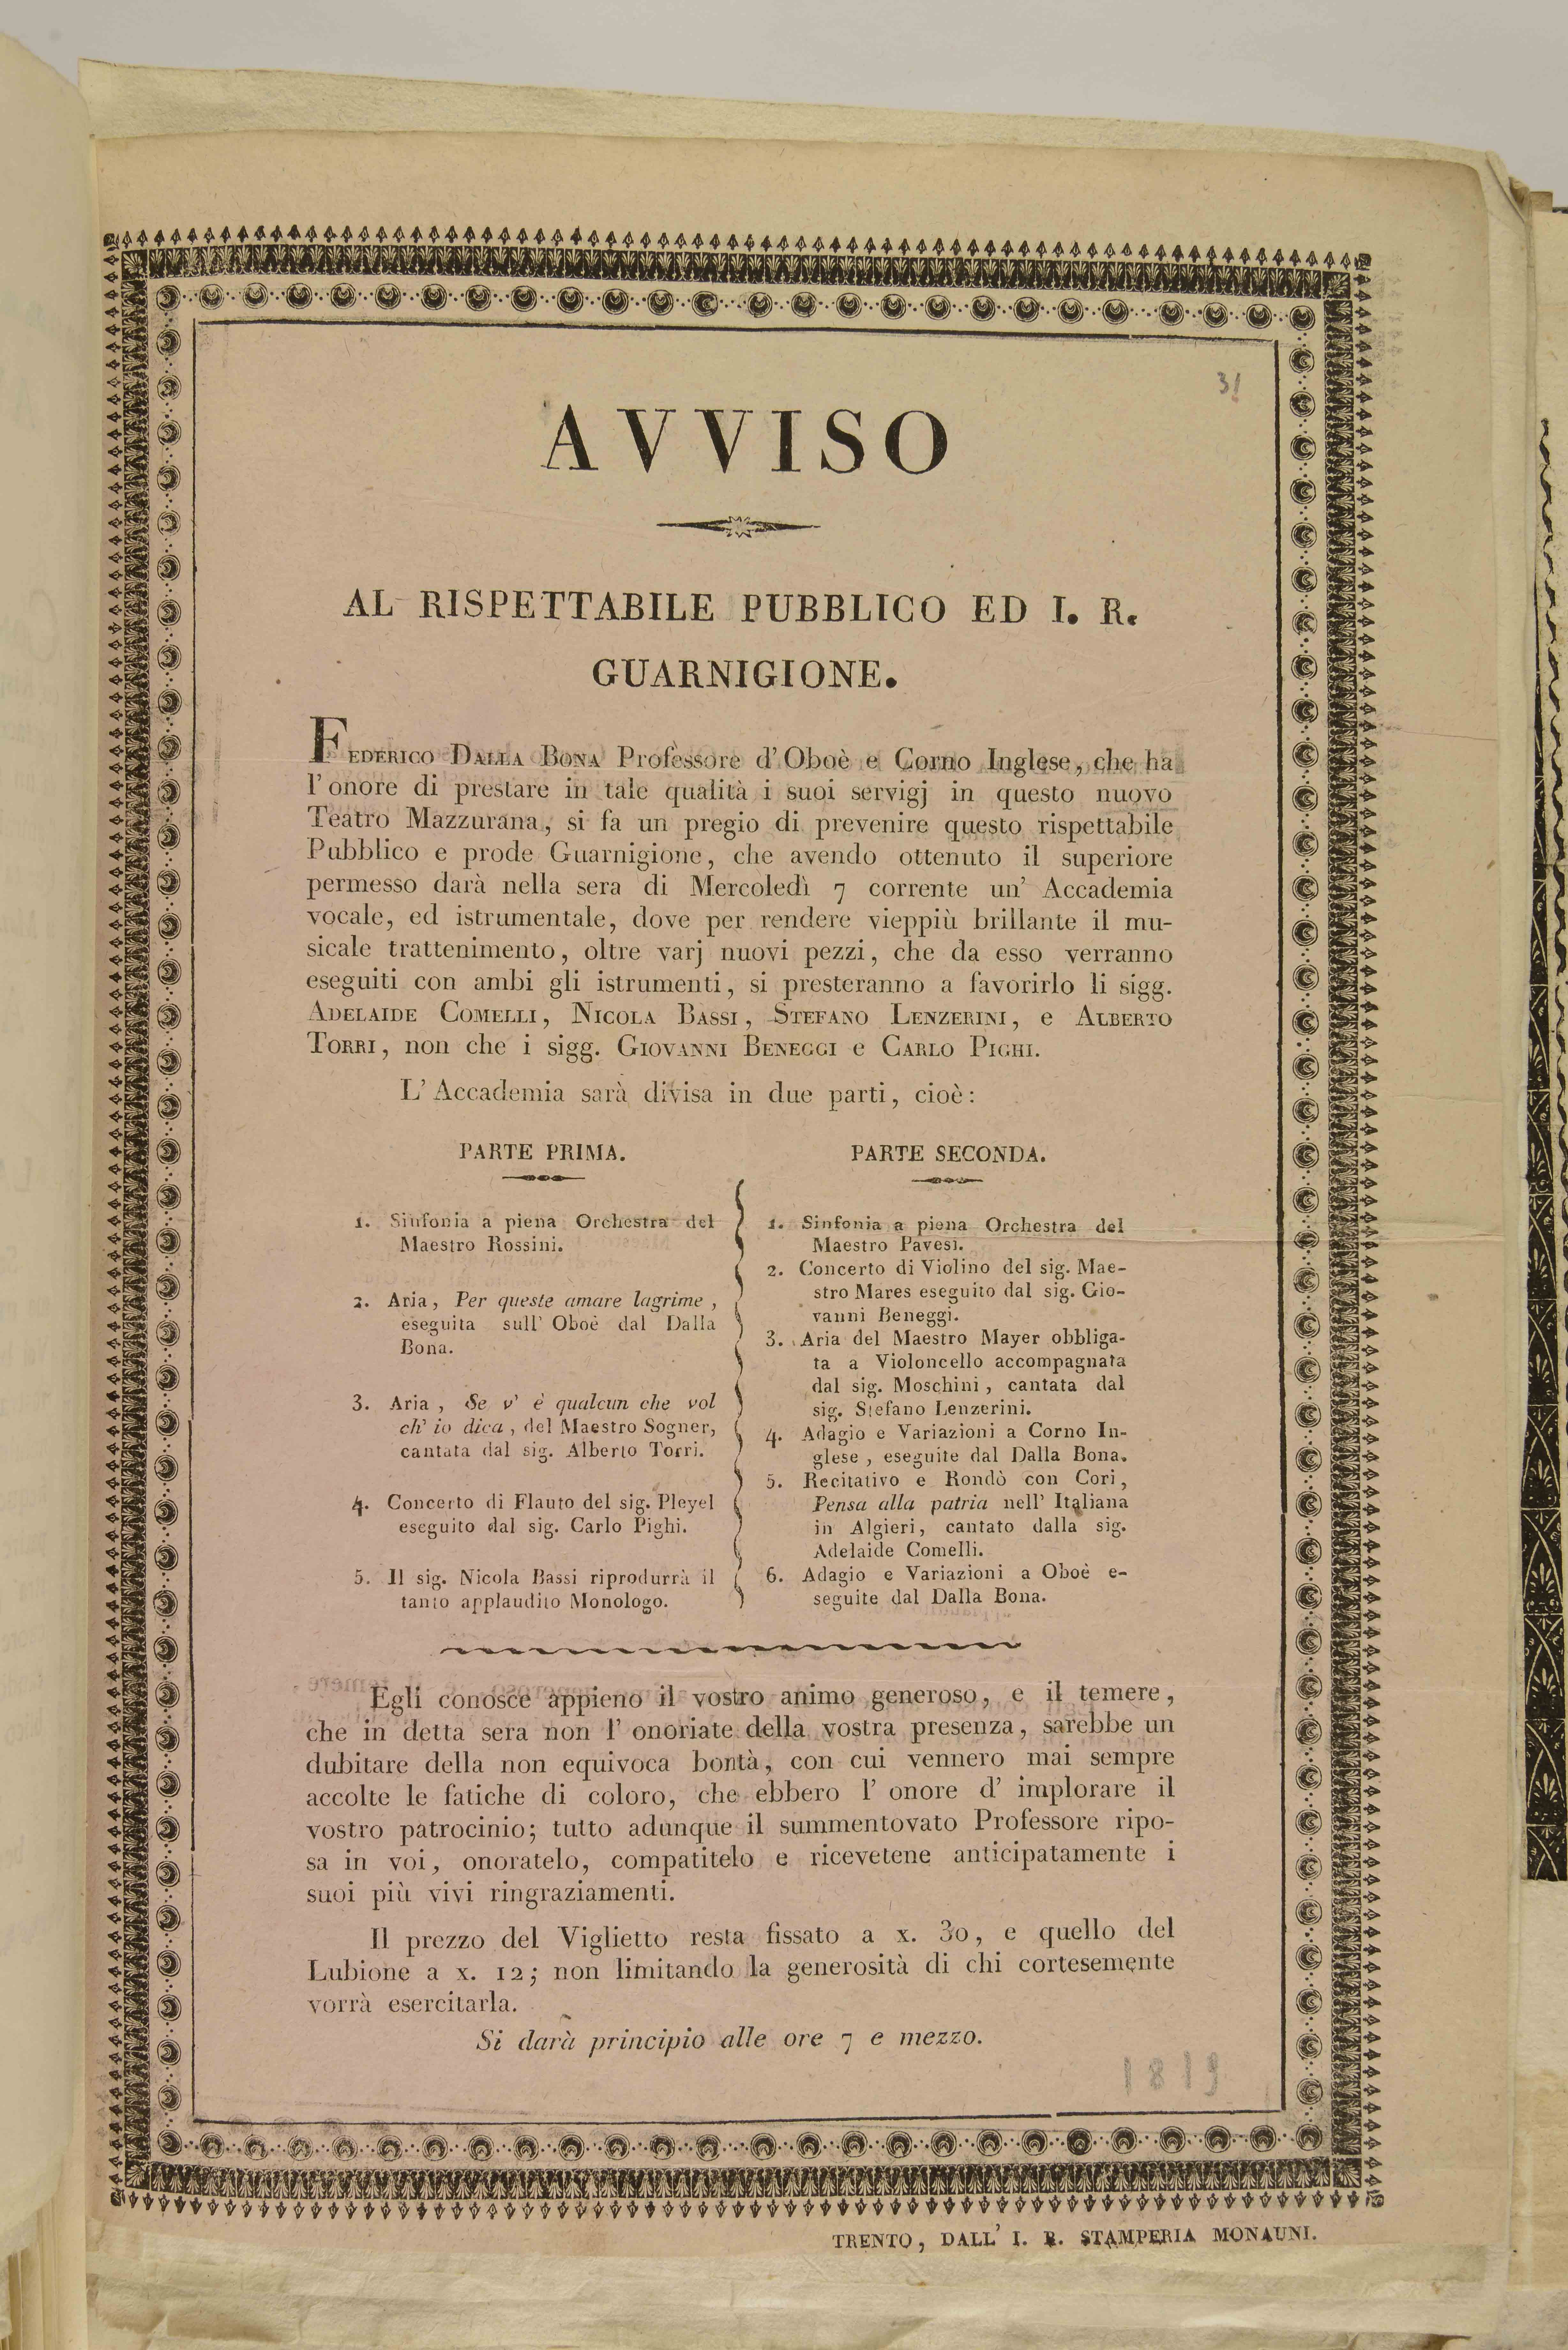 31
AVVISO
AL RISPETTABILE PUBBLICO ED I. R.
GUARNIGIONE.
FEDERICO DALLA BONA Professore d' Oboè e Corno Inglese, che ha
l' onore di prestare in tale qualità i suoi servigj in questo nuovo
Teatro Mazzurana, si fa un pregio di prevenire questo rispettabile
Pubblico e prode Guarnigione, che avendo ottenuto il superiore
permesso darà nella sera di Mercoledì 7 corrente un' Accademia
vocale, ed istrumentale, dove per rendere vieppiù brillante il mu-
sicale trattenimento, oltre varj nuovi pezzi, che da esso verranno
eseguiti con ambi gli istrumenti, si presteranno a favorirlo li sigg.
ADELAIDE COMELLI, NICOLA BASSI, STEFANO LENZERINI, e ALBERTO
TORRI, non che i sigg. GIOVANNI BENEGGI e CARLO PIGHI.
L' Accademia sarà divisa in due parti, cioè:
PARTE PRIMA.
1. Sinfonia a piena Orchestra del
Maestro Rossini.
2. Aria, Per queste amare lagrime,
eseguita sull' Oboè dal Dalla
Bona.
3. Aria, Se v' è qualcun che vol
ch' io dica, del Maestro Sogner,
cantata dal sig. Alberto Torri.
4. Concerto di Flauto del sig. Pleyel
eseguito dal sig. Carlo Pighi.
5. Il sig. Nicola Bassi riprodurrà il
tanto applaudito Monologo.
PARTE SECONDA.
1. Sinfonia a piena Orchestra del
Maestro Pavesi.
2. Concerto di Violino del sig. Mae-
stro Mares eseguito dal sig. Gio-
vanni Beneggi.
3. Aria del Maestro Mayer obbliga-
ta a Violoncello accompagnata
dal sig. Moschini, cantata dal
sig. Stefano Lenzerini.
4. Adagio e Variazioni a Corno In-
glese, eseguite dal Dalla Bona.
5. Recitativo e Rondò con Cori,
Pensa alla patria nell' Italiana
in Algieri, cantato dalla sig.
Adelaide Comelli.
6. Adagio e Variazioni a Oboè e-
seguite dal Dalla Bona.
Egli conosce appieno il vostro animo generoso, e il temere,
che in detta sera non l' onoriate della vostra presenza, sarebbe un
dubitare della non equivoca bontà, con cui vennero mai sempre
accolte le fatiche di coloro, che ebbero l' onore d' implorare il
vostro patrocinio; tutto adunque il summentovato Professore ripo-
sa in voi, onoratelo, compatitelo e ricevetene anticipatamente i
suoi più vivi ringraziamenti.
Il prezzo del Viglietto resta fissato a x. 30, e quello del
Lubione a x. 12; non limitando la generosità di chi cortesemente
vorrà esercitarla.
Si darà principio alle ore 7 e mezzo.
1819
TRENTO, DALL' I. R. STAMPERIA MONAUNI.